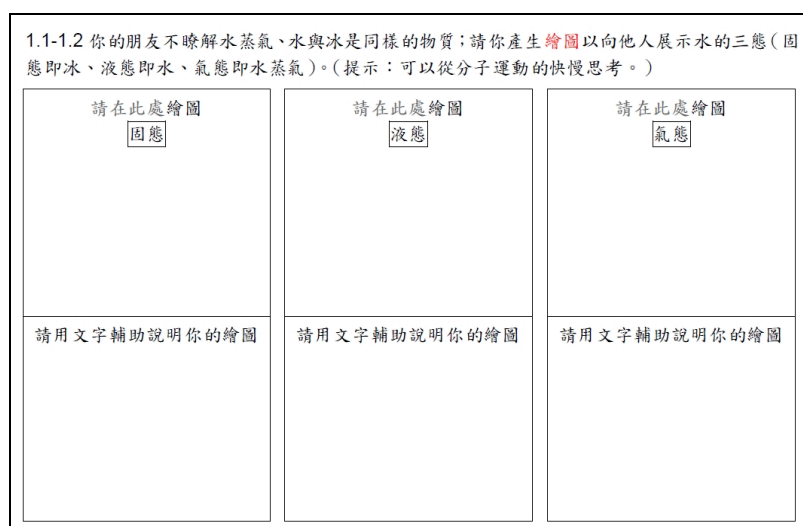 1.1-1.2 你的朋友不瞭解水蒸氣、水與冰是同樣的物質；請你產生繪圖以向他人展示水的三態(固
態即冰、液態即水、氣態即水蒸氣)。(提示：可以從分子運動的快慢思考。)
請在此處繪圖
固態
請用文字輔助說明你的繪圖
請在此處繪圖
液態
請用文字輔助說明你的繪圖
請在此處繪圖
氣態
請用文字輔助說明你的繪圖